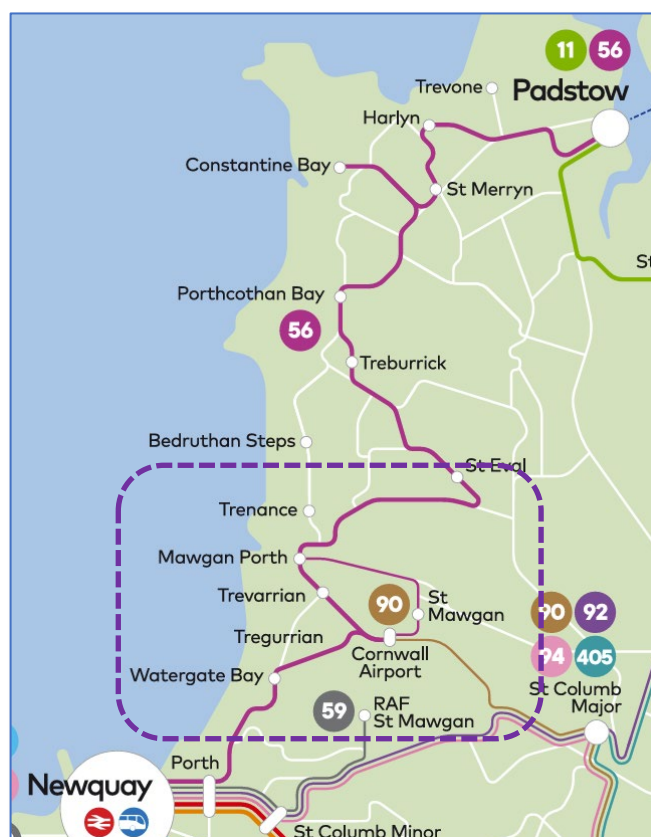 11 56
Trevone
Padstow
Harlyn
Constantine Bay
St Merryn
St
Porthcothan Bay
56
Treburrick
Bedruthan Steps
St Eval
Trenance
Mawgan Porth
Trevarrian
90
St
Mawgan
90 92
Tregurrian
Cornwall
Airport
94 405
Watergate Bay
59
RAF
St Mawgan
St Columb
Major
Porth
Newquay
St Columb Minor